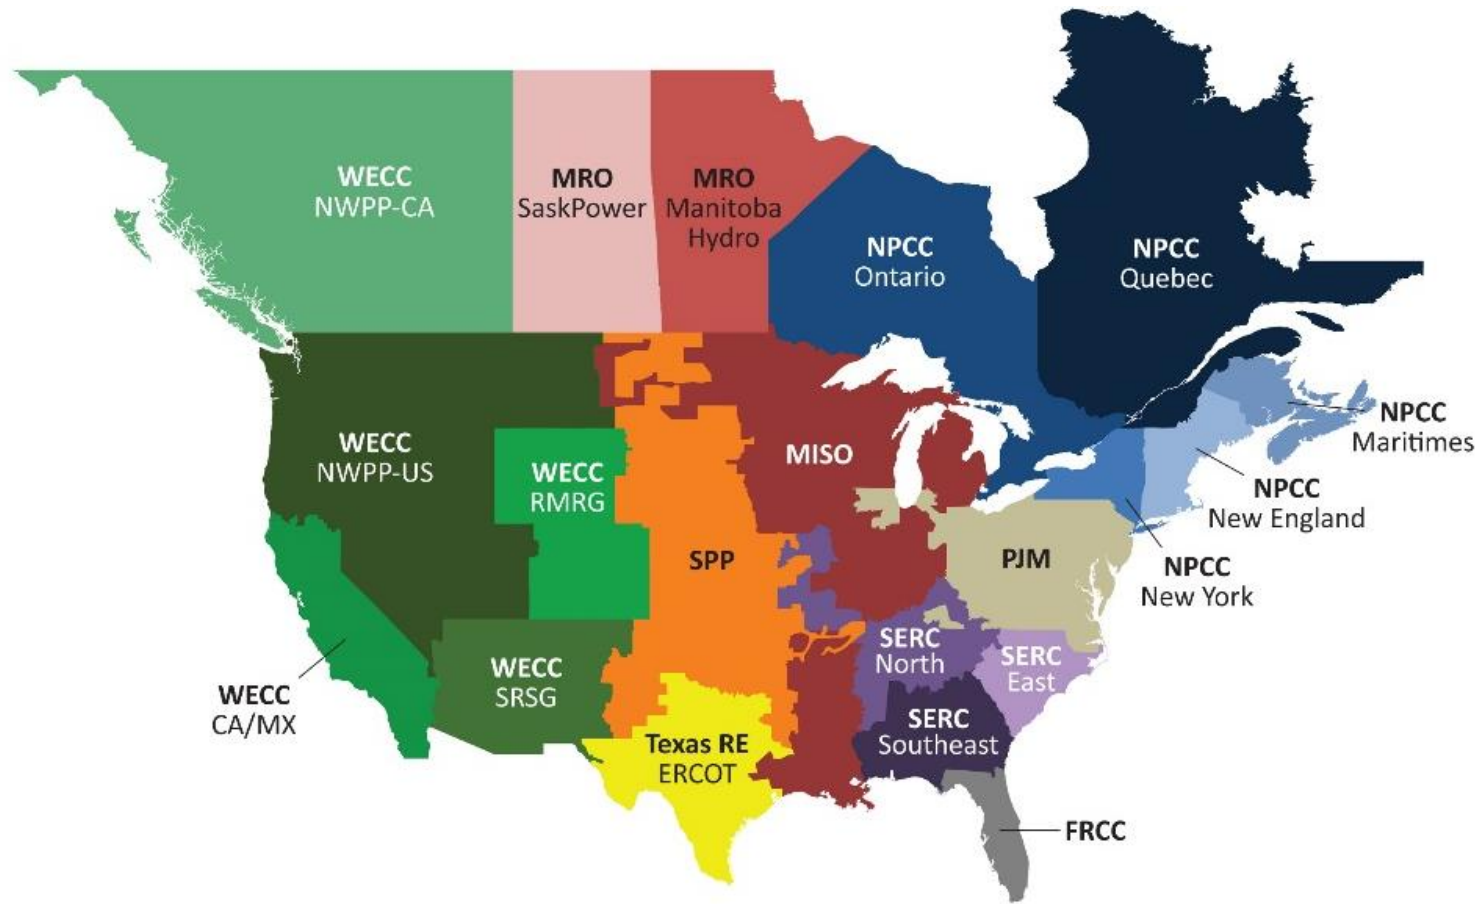 WECC
NWPP-CA
MRO
SaskPower
MRO
Manitoba
Hydro
NPCC
Ontario
NPCC
Quebec
WECC
NWPP-US
WECC
RMRG
MISO
NPCC
Maritimes
NPCC
New England
SPP
PJM
NPCC
New York
WECC
CA/MX
WECC
SRSG
SERC
North
SERC
East
SERC
Southeast
Texas RE
ERCOT
FRCC